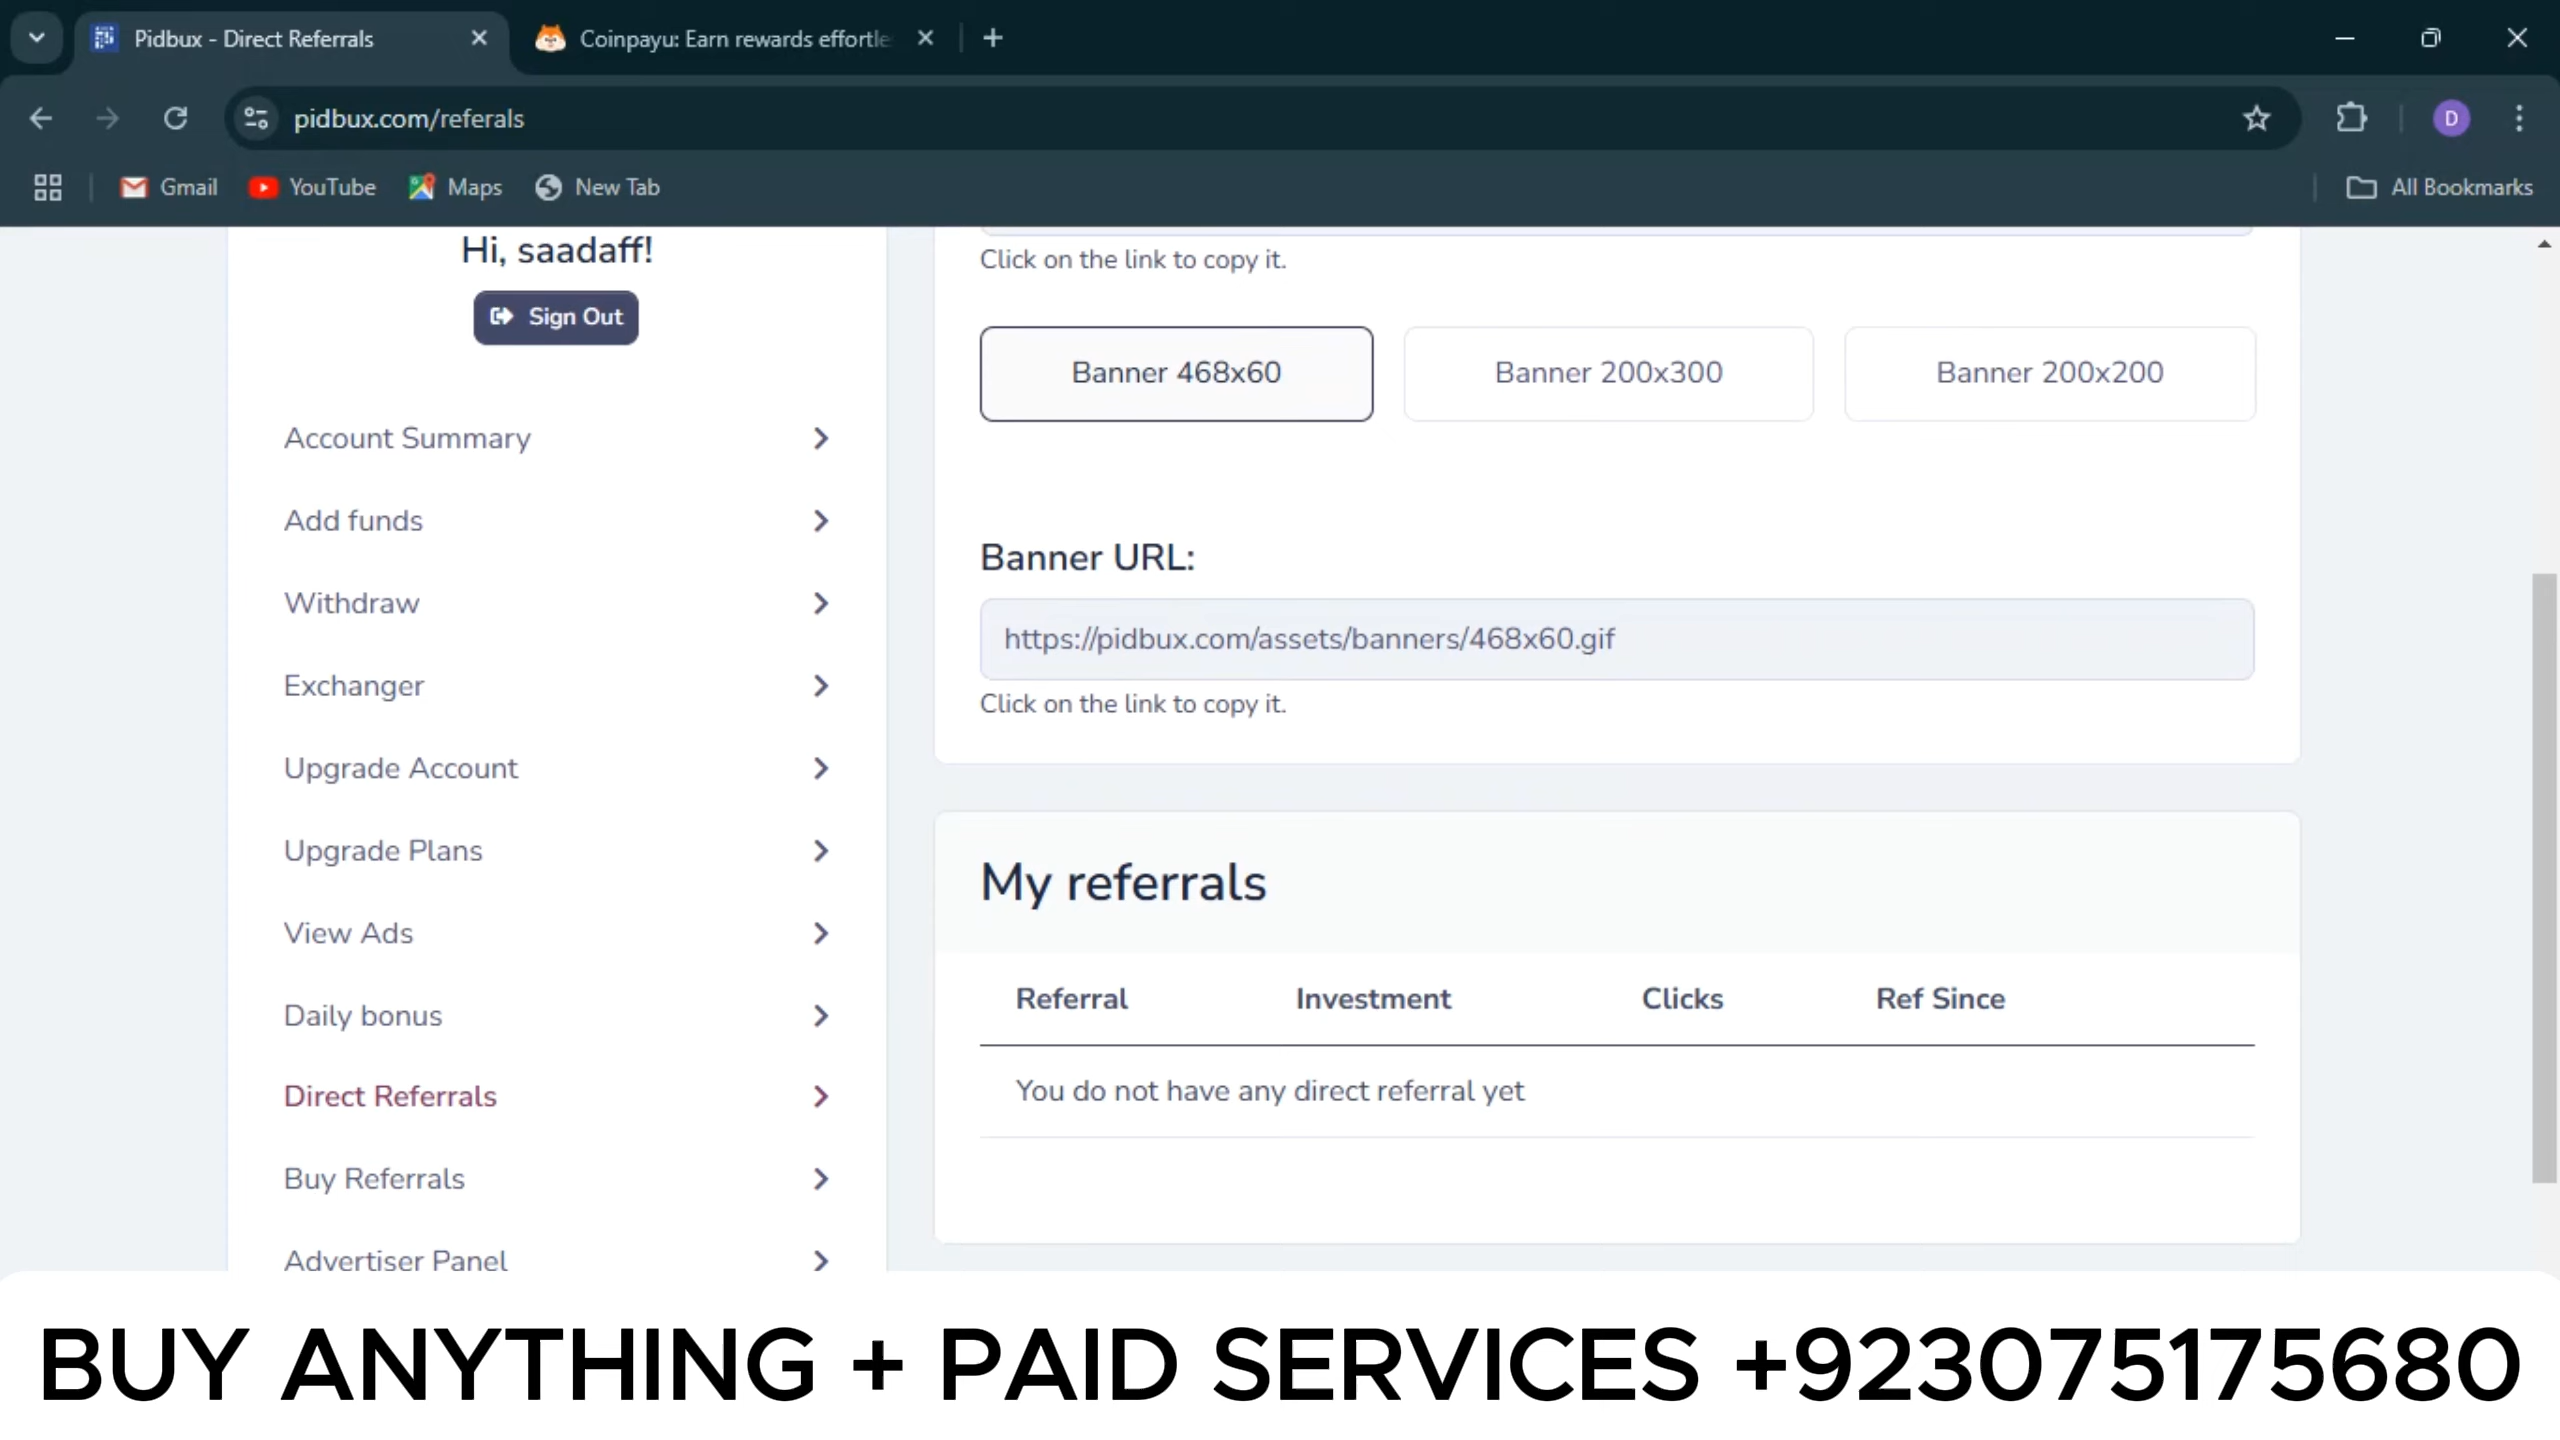 Pidbux - Direct Referrals
Coinpayu: Earn rewards effortle
pidbux.com/referals
D
Gmail
YouTube
Maps
New Tab
All Bookmarks
Hi, saadaff!
Sign Out
Account Summary
Add funds
Withdraw
Exchanger
Upgrade Account
Upgrade Plans
View Ads
Daily bonus
Direct Referrals
Buy Referrals
Advertiser Panel
Click on the link to copy it.
Banner 468x60
Banner 200x300
Banner 200x200
Banner URL:
https://pidbux.com/assets/banners/468x60.gif
Click on the link to copy it.
My referrals
Referral Investment Clicks Ref Since
You do not have any direct referral yet
BUY ANYTHING + PAID SERVICES +923075175680